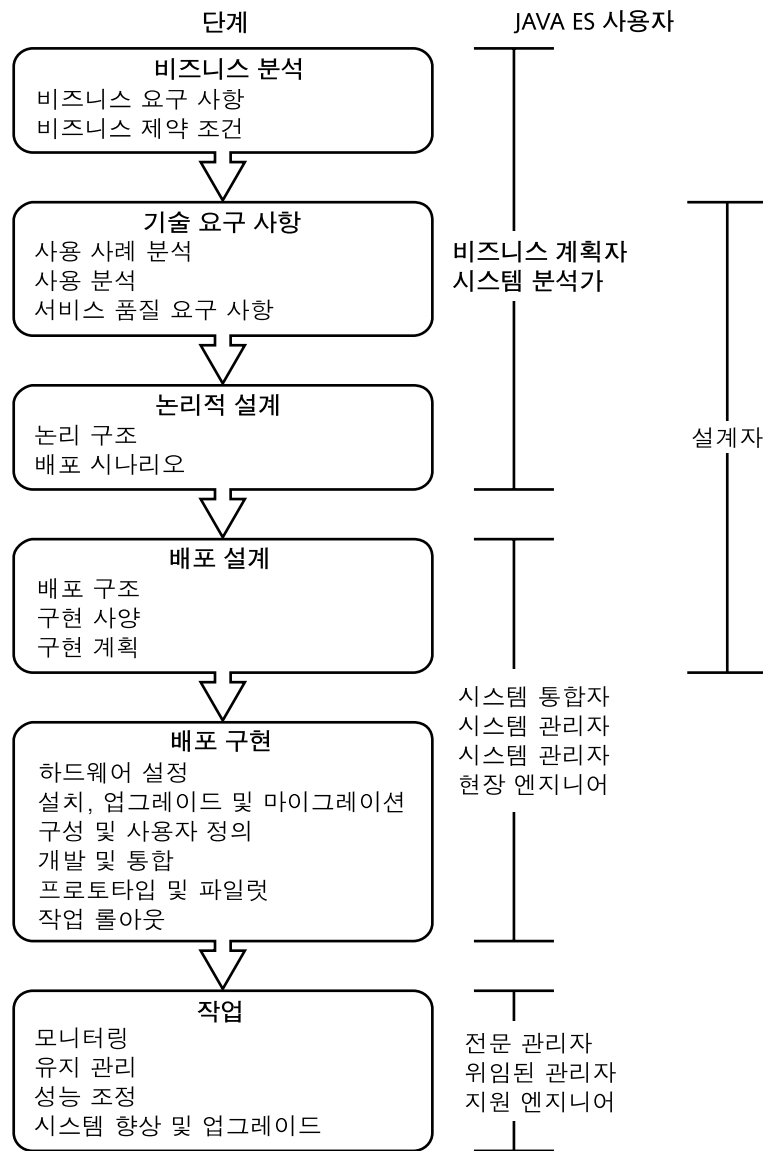 단계
JAVA ES 사용자
비즈니스 분석
비즈니스 요구 사항
비즈니스 제약 조건
기술 요구 사항
사용 사례 분석
사용 분석
서비스 품질 요구 사항
비즈니스 계획자
시스템 분석가
논리적 설계
논리 구조
배포 시나리오
설계자
배포 설계
배포 구조
구현 사양
구현 계획
시스템 통합자
시스템 관리자
시스템 관리자
현장 엔지니어
배포 구현
하드웨어 설정
설치, 업그레이드 및 마이그레이션
구성 및 사용자 정의
개발 및 통합
프로토타입 및 파일럿
작업 롤아웃
작업
모니터링
유지 관리
성능 조정
시스템 향상 및 업그레이드
전문 관리자
위임된 관리자
지원 엔지니어